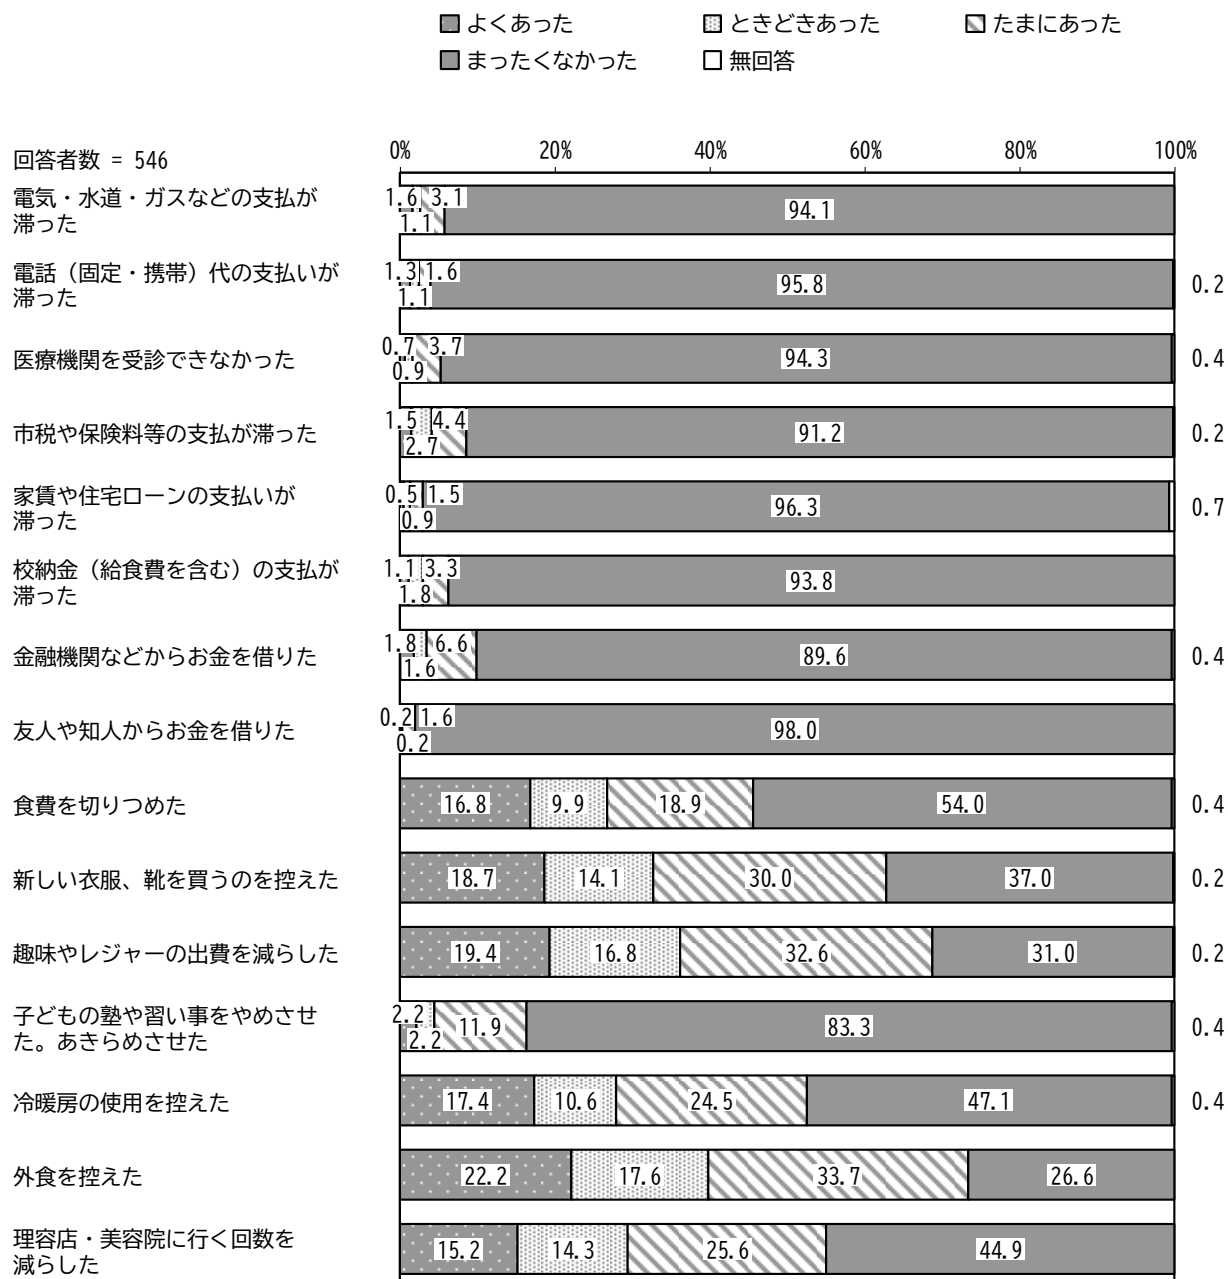 よくあった ときどきあった たまにあった
まったくなかった 無回答
回答者数 = 546
0% 20% 40% 60% 80% 100%
電気・水道・ガスなどの支払が
滞った
1.6 3.1 94.1
1.1
電話（固定・携帯）代の支払いが
滞った
1.3 1.6 95.8 0.2
1.1
医療機関を受診できなかった
0.7 3.7 94.3 0.4
0.9
市税や保険料等の支払が滞った
1.5 4.4 91.2 0.2
2.7
家賃や住宅ローンの支払いが
滞った
0.5 1.5 96.3 0.7
0.9
校納金（給食費を含む）の支払が
滞った
1.1 3.3 93.8
1.8
金融機関などからお金を借りた
1.8 6.6 89.6 0.4
1.6
友人や知人からお金を借りた
0.2 1.6 98.0
0.2
食費を切りつめた 16.8 9.9 18.9 54.0 0.4
新しい衣服、靴を買うのを控えた 18.7 14.1 30.0 37.0 0.2
趣味やレジャーの出費を減らした 19.4 16.8 32.6 31.0 0.2
子どもの塾や習い事をやめさせ
た。あきらめさせた
2.2 11.9 83.3 0.4
2.2
冷暖房の使用を控えた 17.4 10.6 24.5 47.1 0.4
外食を控えた 22.2 17.6 33.7 26.6
理容店・美容院に行く回数を
減らした
15.2 14.3 25.6 44.9